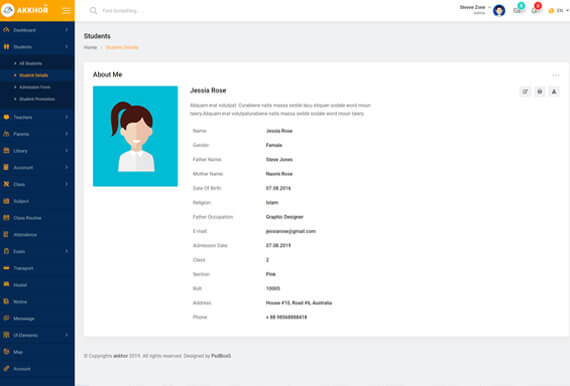 AKKHOR
Find Something . . .
Steven Zone
Admin
EN
Dashboard
Students
All Students
Student Details
Admission Form
Student Promotion
Teachers
Parents
Library
Account
Class
Subject
Class Routine
Attendence
Exam
Transport
Hostel
Notice
Message
UI Elements
Map
Account
Students
Home
Student Details
About Me
Jessia Rose
Aliquam erat volutpat. Curabiene natis massa sedde lacu stiquen sodale word moun
taiery.Aliquam erat volutpaturabiene natis massa sedde sodale word moun taiery.
Name: Jessia Rose
Gender: Female
Father Name: Steve Jones
Mother Name: Naomi Rose
Date Of Birth: 07.08.2016
Religion: Islam
Father Occupation: Graphic Designer
E-mail: jessiarose@gmail.com
Admission Date: 07.08.2019
Class: 2
Section: Pink
Roll: 10005
Address: House #10, Road #6, Australia
Phone: + 88 98568888418
© Copyrights akkhor 2019. All rights reserved. Designed by PsdBosS